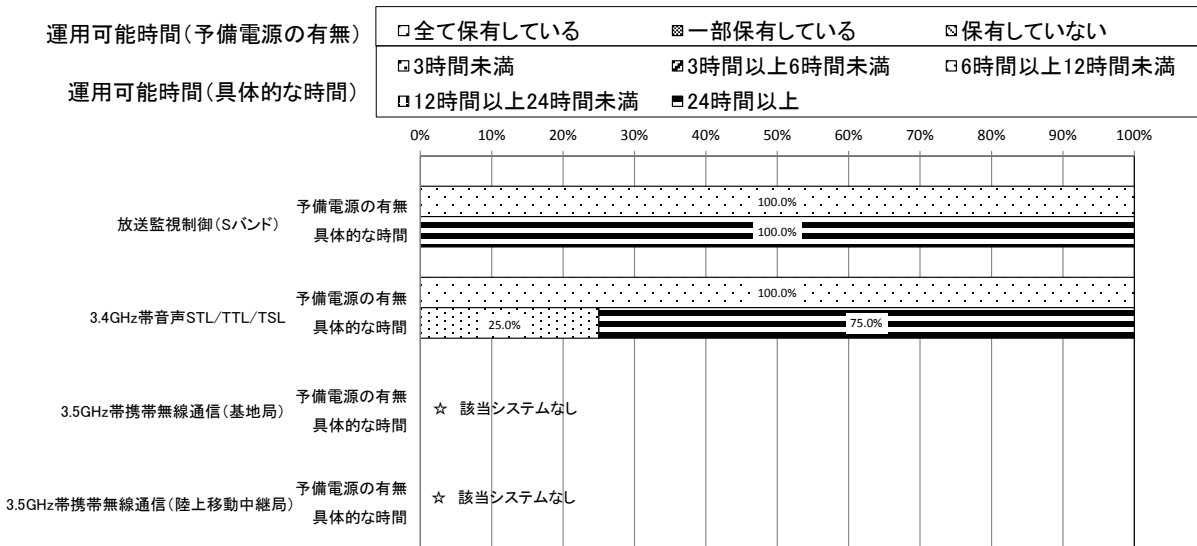 運用可能時間(予備電源の有無)
全て保有している 一部保有している 保有していない
運用可能時間(具体的な時間)
3時間未満 3時間以上6時間未満 6時間以上12時間未満
12時間以上24時間未満 24時間以上
0% 10% 20% 30% 40% 50% 60% 70% 80% 90% 100%
放送監視制御(Sバンド)
予備電源の有無 100.0%
具体的な時間 100.0%
3.4GHz帯音声STL/TTL/TSL
予備電源の有無 100.0%
具体的な時間 25.0% 75.0%
3.5GHz帯携帯無線通信(基地局)
予備電源の有無
具体的な時間
☆ 該当システムなし
3.5GHz帯携帯無線通信(陸上移動中継局)
予備電源の有無
具体的な時間
☆ 該当システムなし